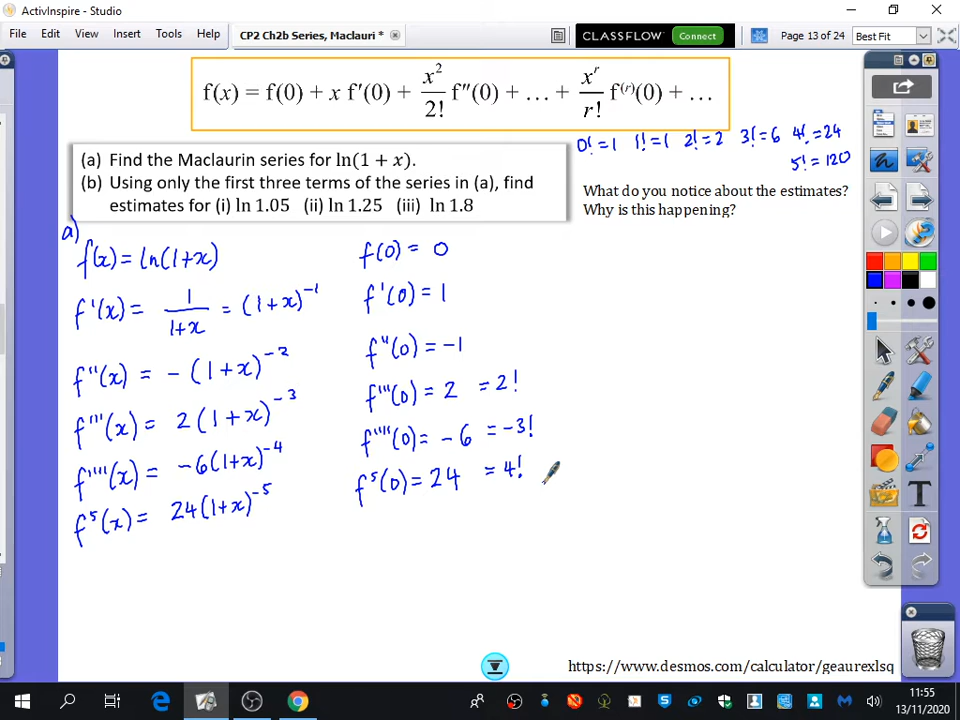 ActivInspire - Studio
File Edit View Insert Tools Help
CP2 Ch2b Series, Maclauri *
CLASSFLOW Connect
Page 13 of 24
Best Fit
f(x) = f(0) + x f′(0) + x²/2! f″(0) + … + xʳ/r! f⁽ʳ⁾(0) + …
0! = 1 1! = 1 2! = 2 3! = 6 4! = 24
5! = 120
(a) Find the Maclaurin series for ln(1 + x).
(b) Using only the first three terms of the series in (a), find
estimates for (i) ln 1.05 (ii) ln 1.25 (iii) ln 1.8
What do you notice about the estimates?
Why is this happening?
a)
f(x) = ln(1+x)
f(0) = 0
f'(x) = 1/(1+x) = (1+x)⁻¹
f'(0) = 1
f''(x) = -(1+x)⁻²
f''(0) = -1
f'''(x) = 2(1+x)⁻³
f'''(0) = 2 = 2!
f''''(x) = -6(1+x)⁻⁴
f''''(0) = -6 = -3!
f⁵(x) = 24(1+x)⁻⁵
f⁵(0) = 24 = 4!
https://www.desmos.com/calculator/geaurexlsq
11:55
13/11/2020